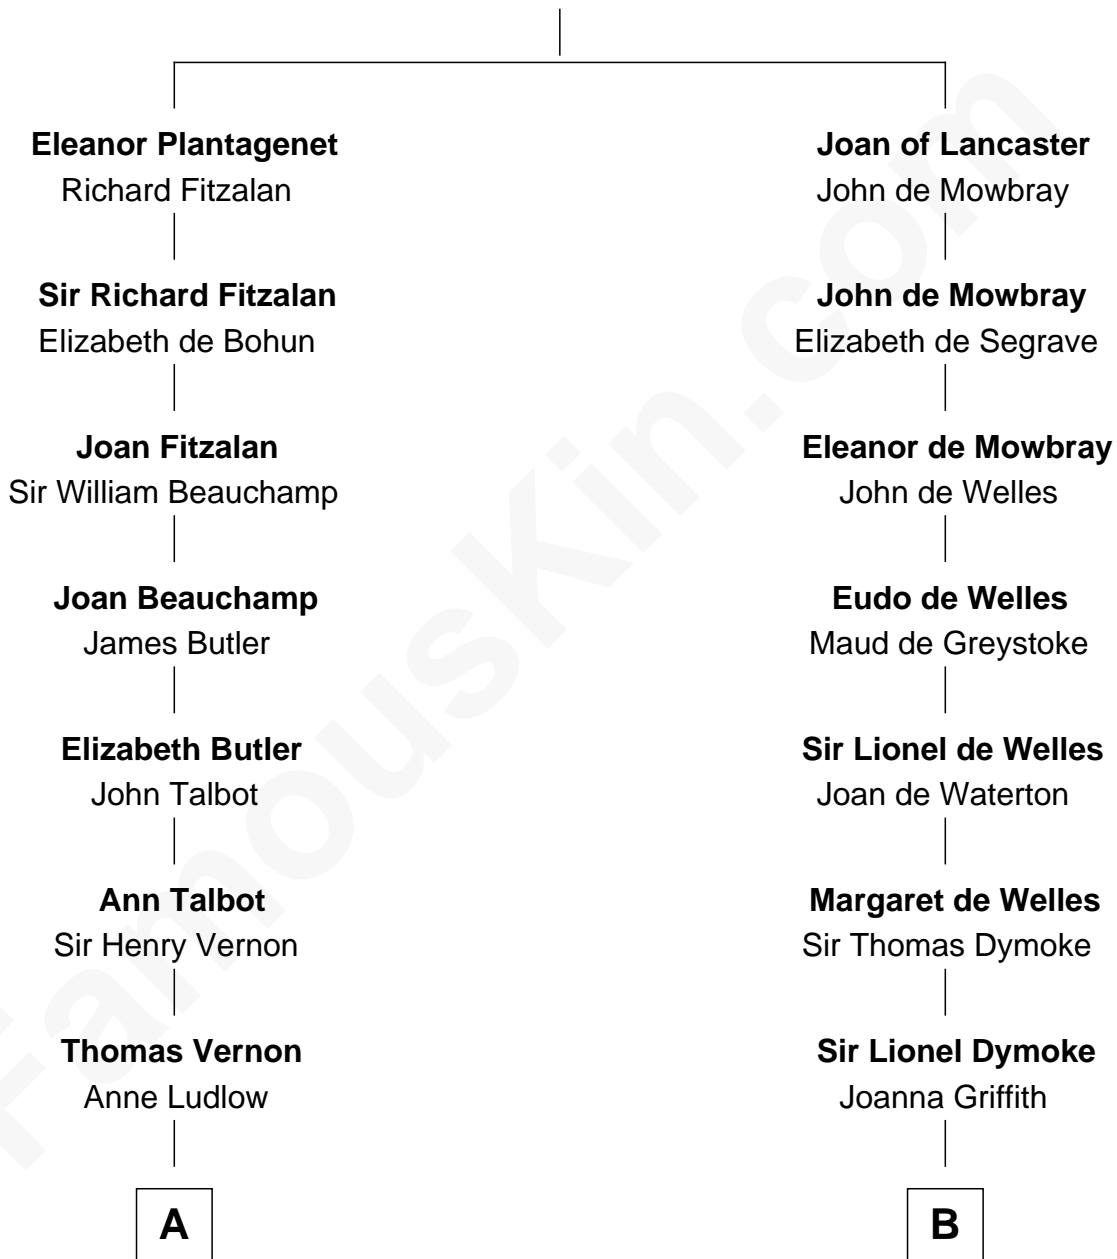 Eleanor Plantagenet
Richard Fitzalan
Sir Richard Fitzalan
Elizabeth de Bohun
Joan Fitzalan
Sir William Beauchamp
Joan Beauchamp
James Butler
Elizabeth Butler
John Talbot
Ann Talbot
Sir Henry Vernon
Thomas Vernon
Anne Ludlow
A
Joan of Lancaster
John de Mowbray
John de Mowbray
Elizabeth de Segrave
Eleanor de Mowbray
John de Welles
Eudo de Welles
Maud de Greystoke
Sir Lionel de Welles
Joan de Waterton
Margaret de Welles
Sir Thomas Dymoke
Sir Lionel Dymoke
Joanna Griffith
B
FamousKin.com